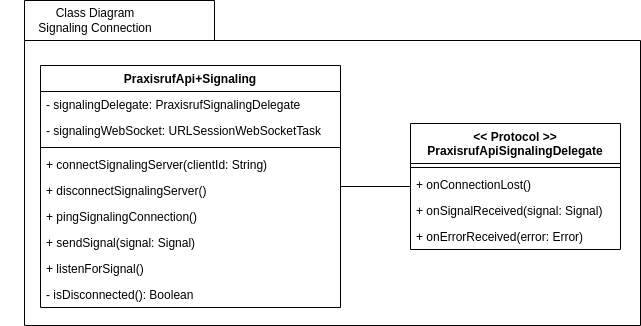 Class Diagram
Signaling Connection
PraxisrufApi+Signaling
- signalingDelegate: PraxisrufSignalingDelegate
- signalingWebSocket: URLSessionWebSocketTask
+ connectSignalingServer(clientId: String)
+ disconnectSignalingServer()
+ pingSignalingConnection()
+ sendSignal(signal: Signal)
+ listenForSignal()
- isDisconnected(): Boolean
<< Protocol >>
PraxisrufApiSignalingDelegate
+ onConnectionLost()
+ onSignalReceived(signal: Signal)
+ onErrorReceived(error: Error)